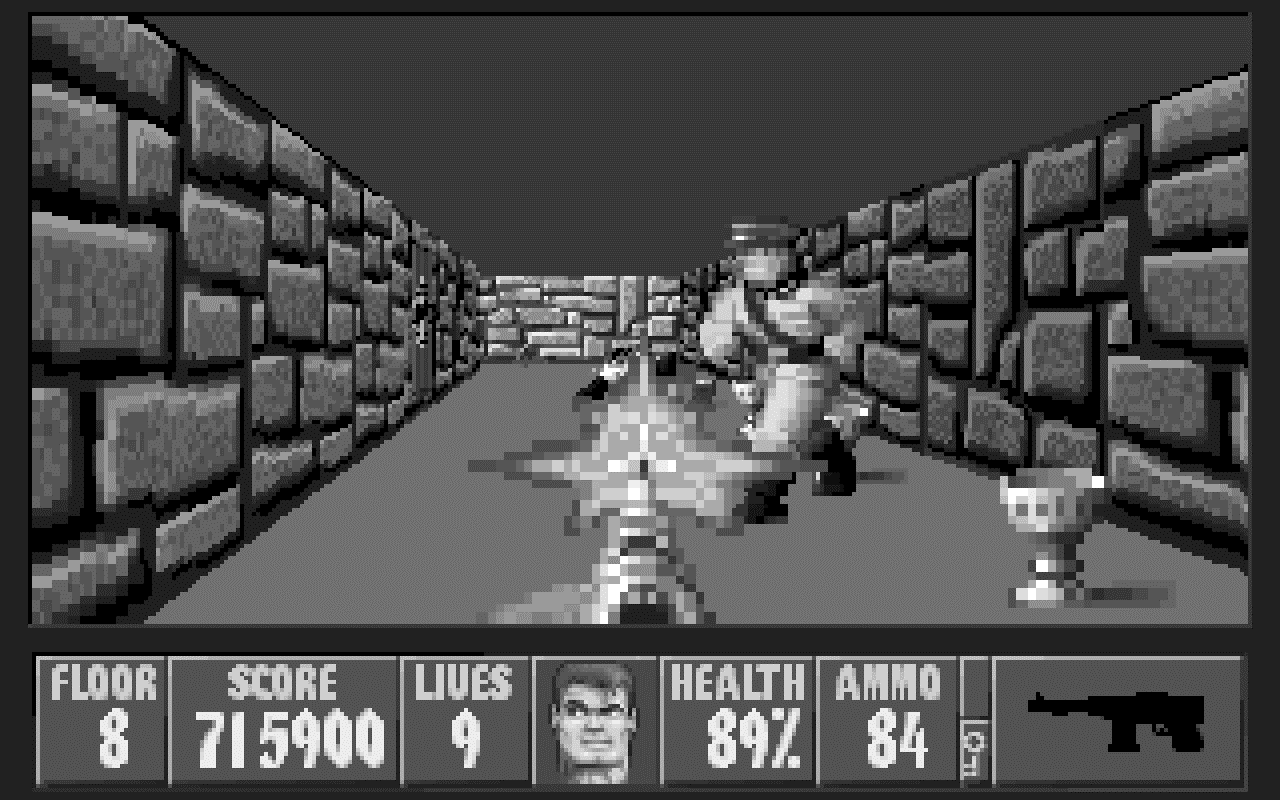 FLOOR SCORE LIVES HEALTH AMMO
8 715900 9 89% 84